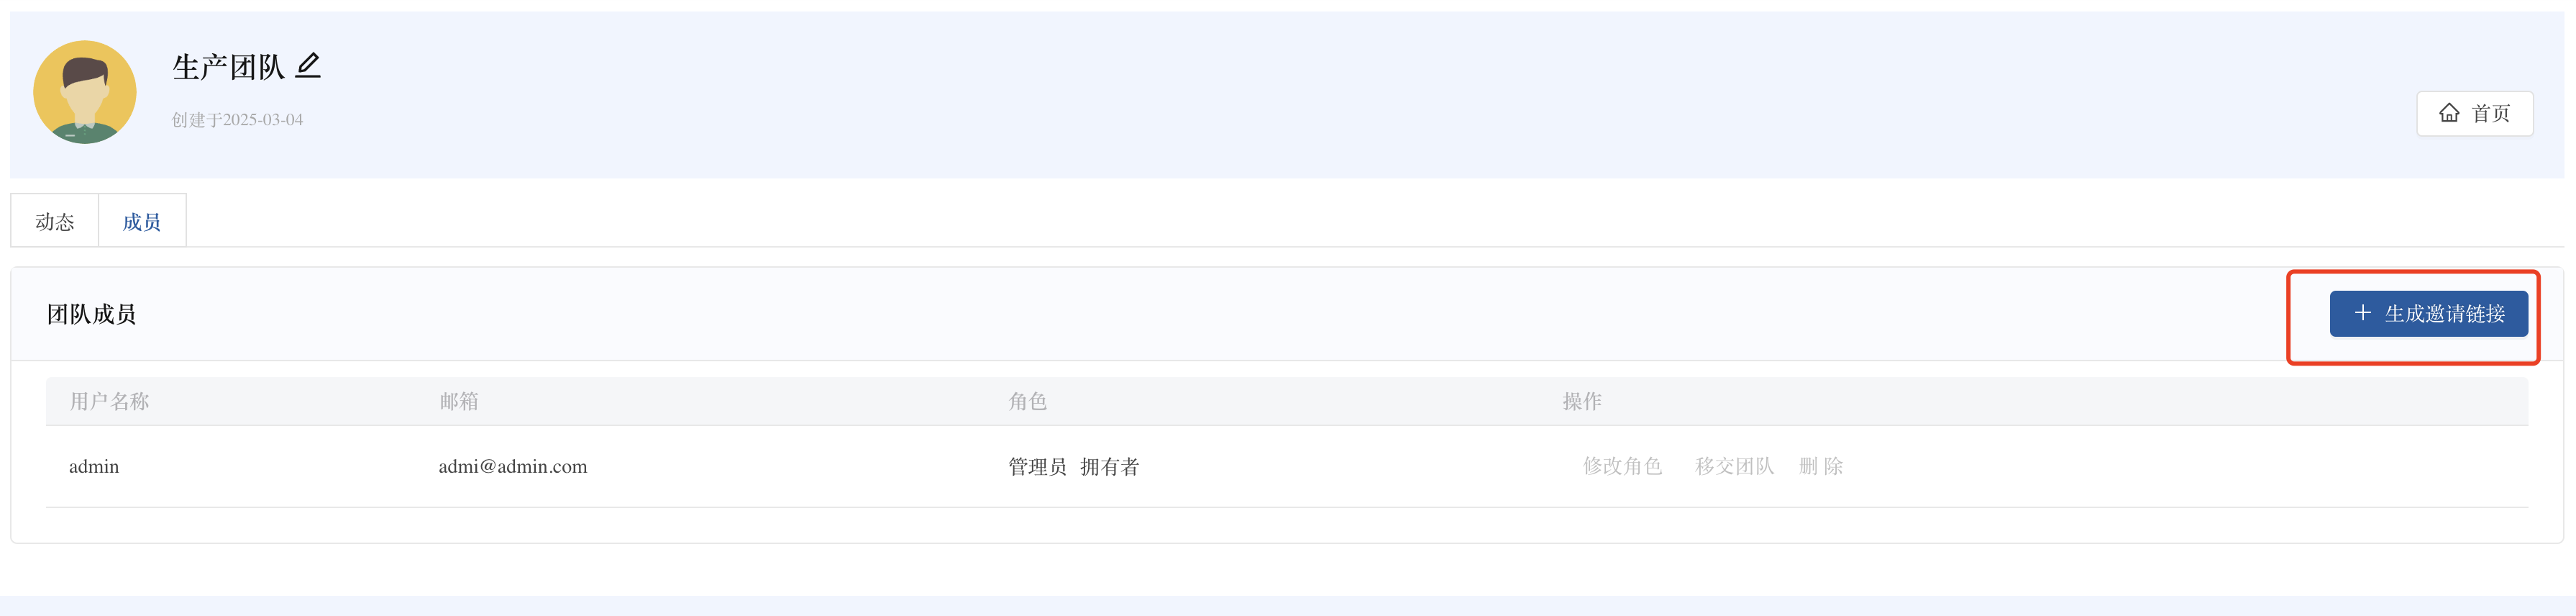 生产团队
创建于2025-03-04
首页
动态 成员
团队成员 生成邀请链接
用户名称 邮箱 角色 操作
admin admi@admin.com 管理员 拥有者 修改角色 移交团队 删 除